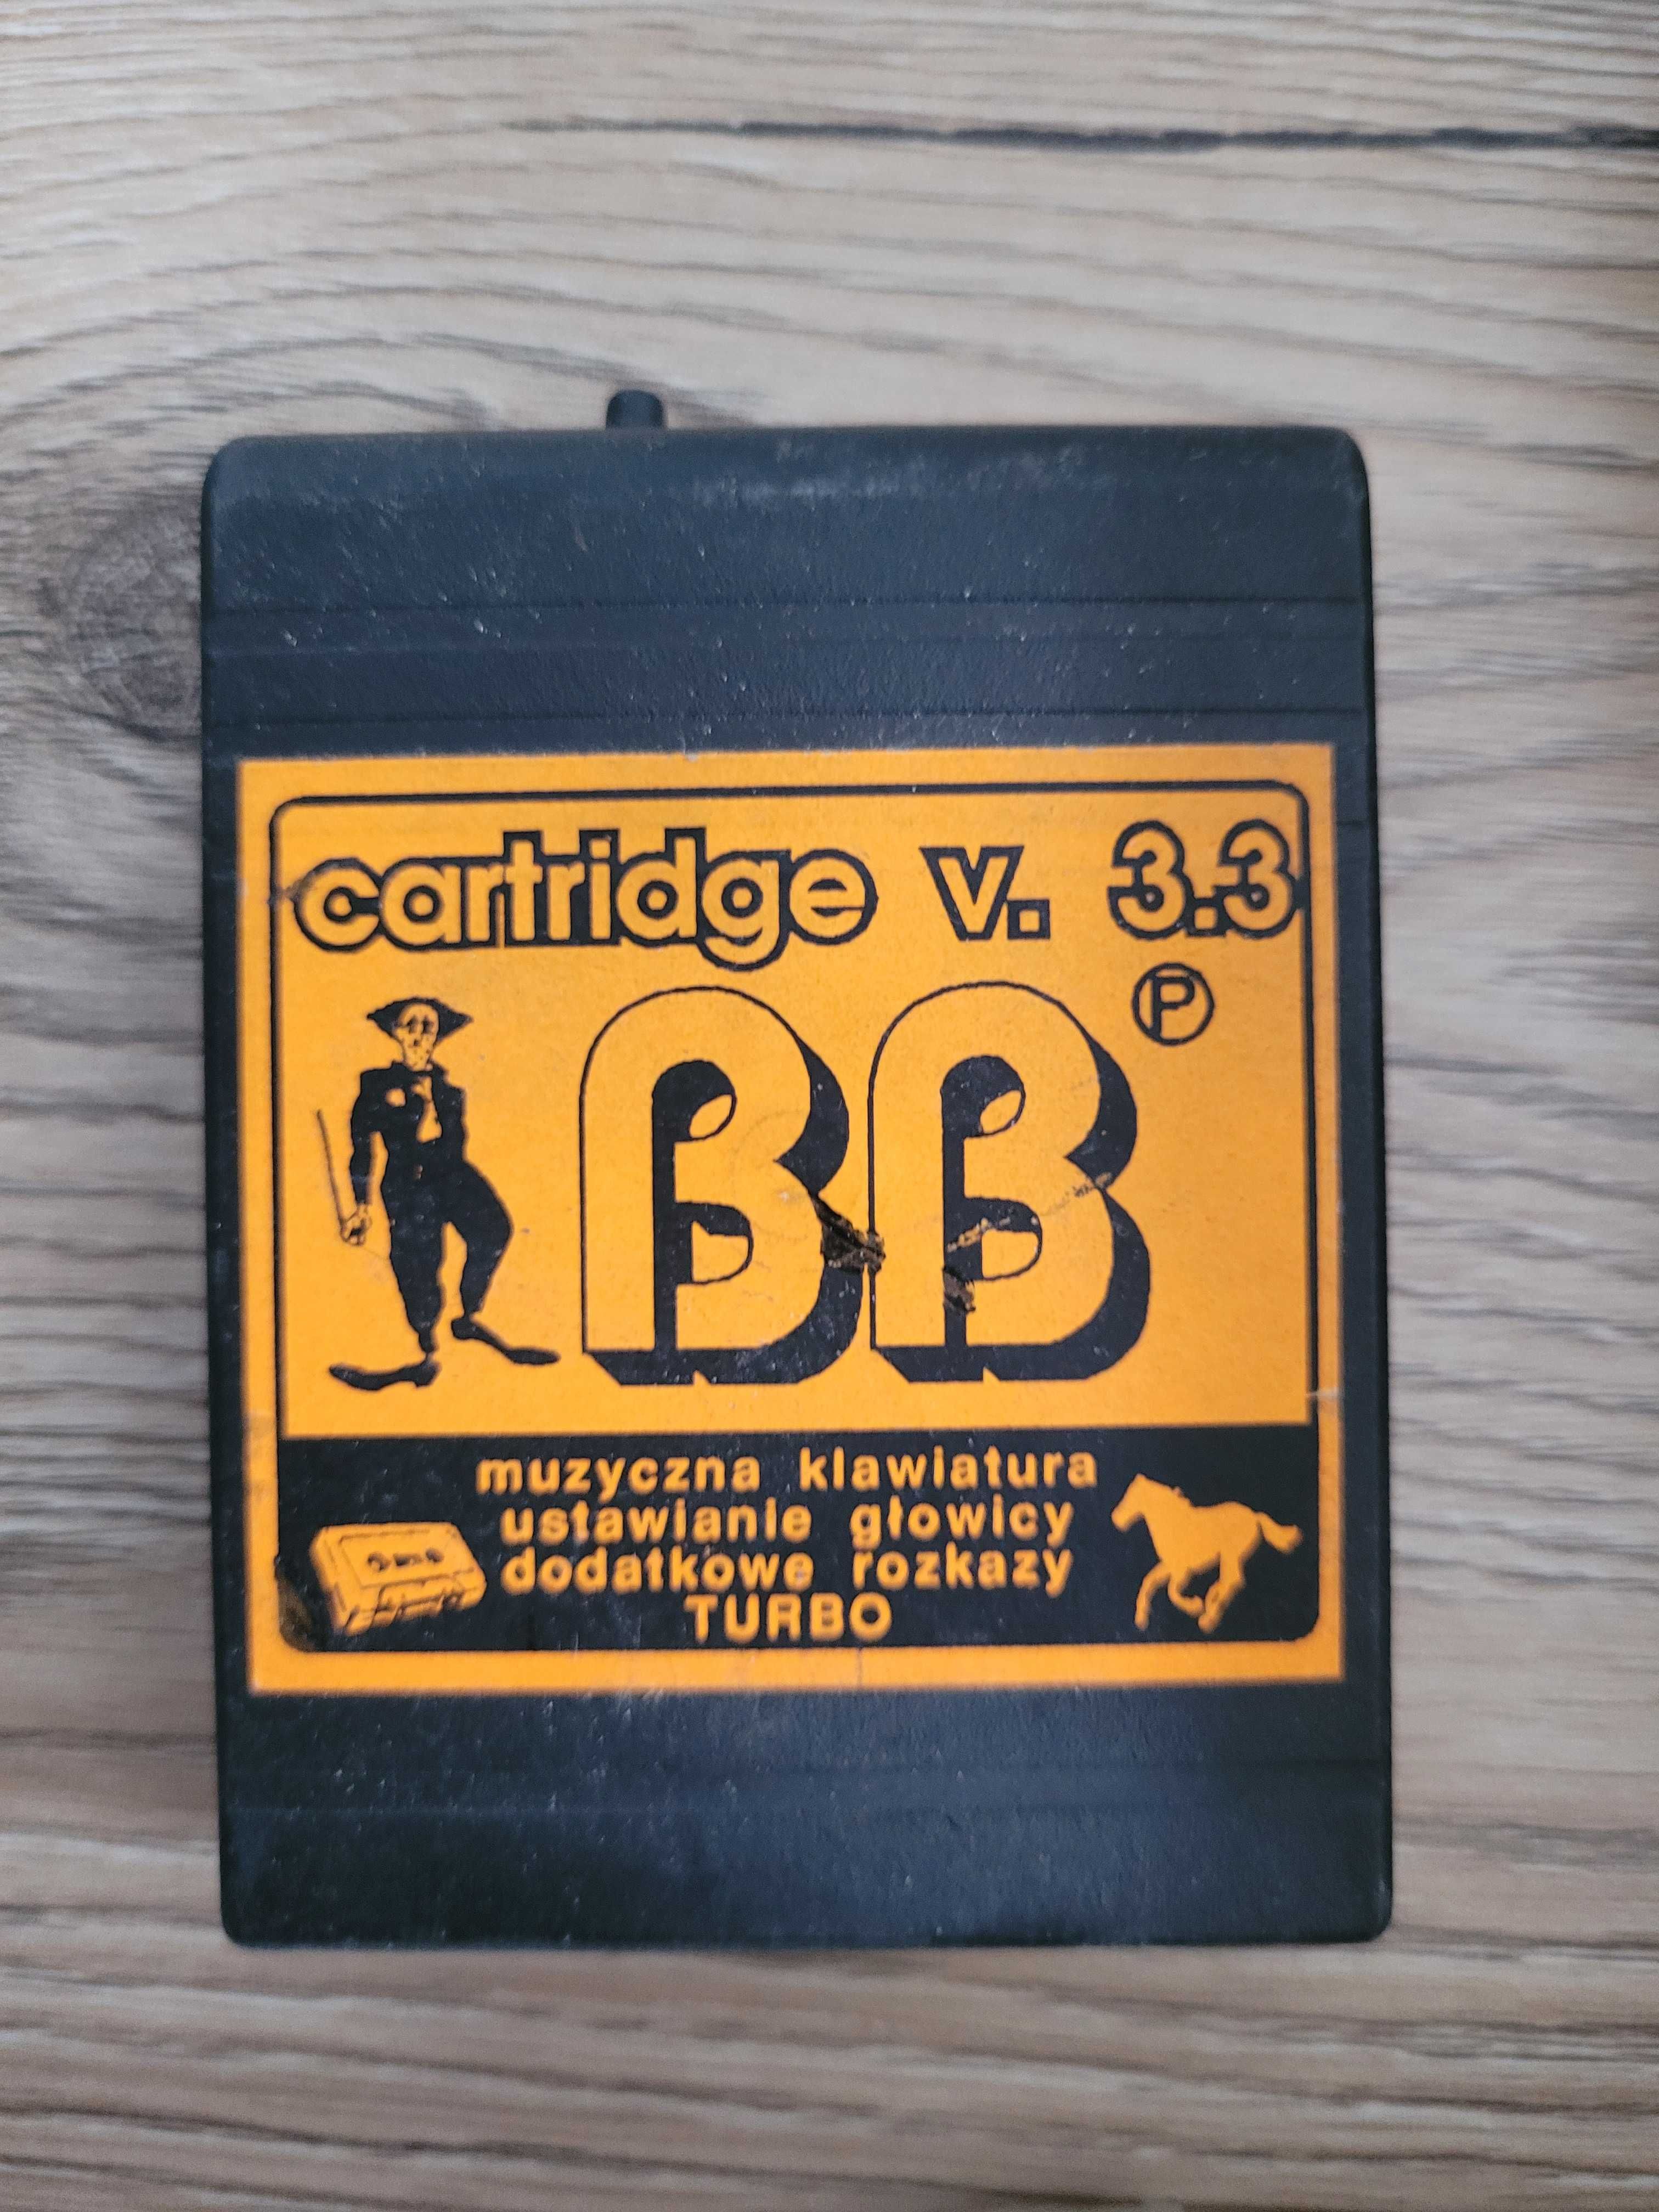 cartridge v. 3.3
BB Ⓟ
muzyczna klawiatura
ustawianie głowicy
dodatkowe rozkazy
TURBO